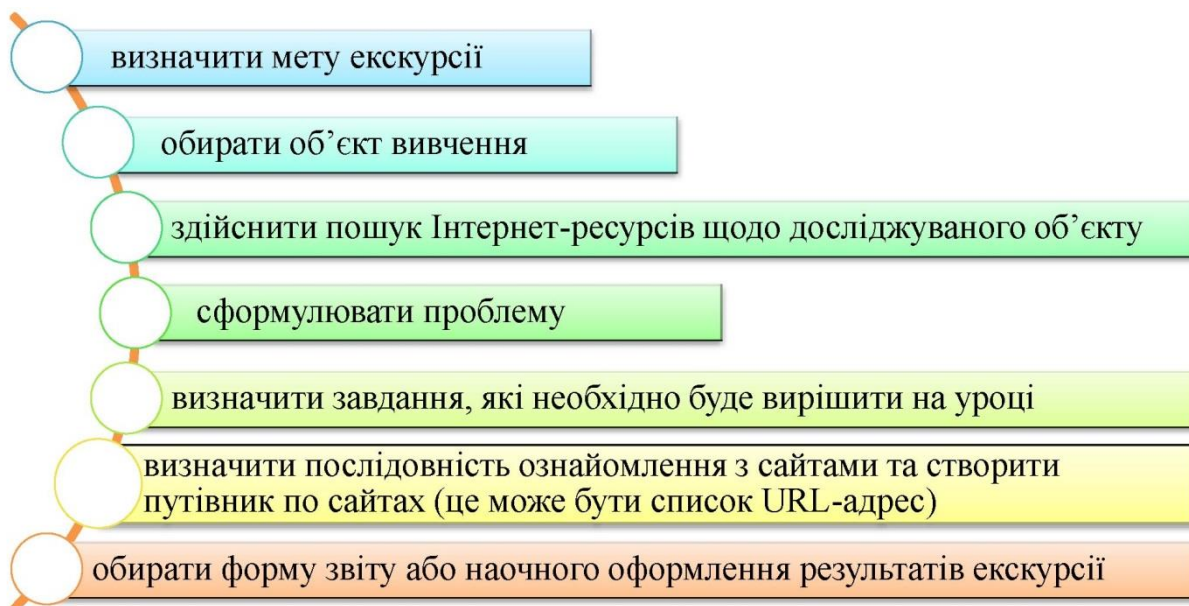 визначити мету екскурсії
обирати об’єкт вивчення
здійснити пошук Інтернет-ресурсів щодо досліджуваного об’єкту
сформулювати проблему
визначити завдання, які необхідно буде вирішити на уроці
визначити послідовність ознайомлення з сайтами та створити
путівник по сайтах (це може бути список URL-адрес)
обирати форму звіту або наочного оформлення результатів екскурсії